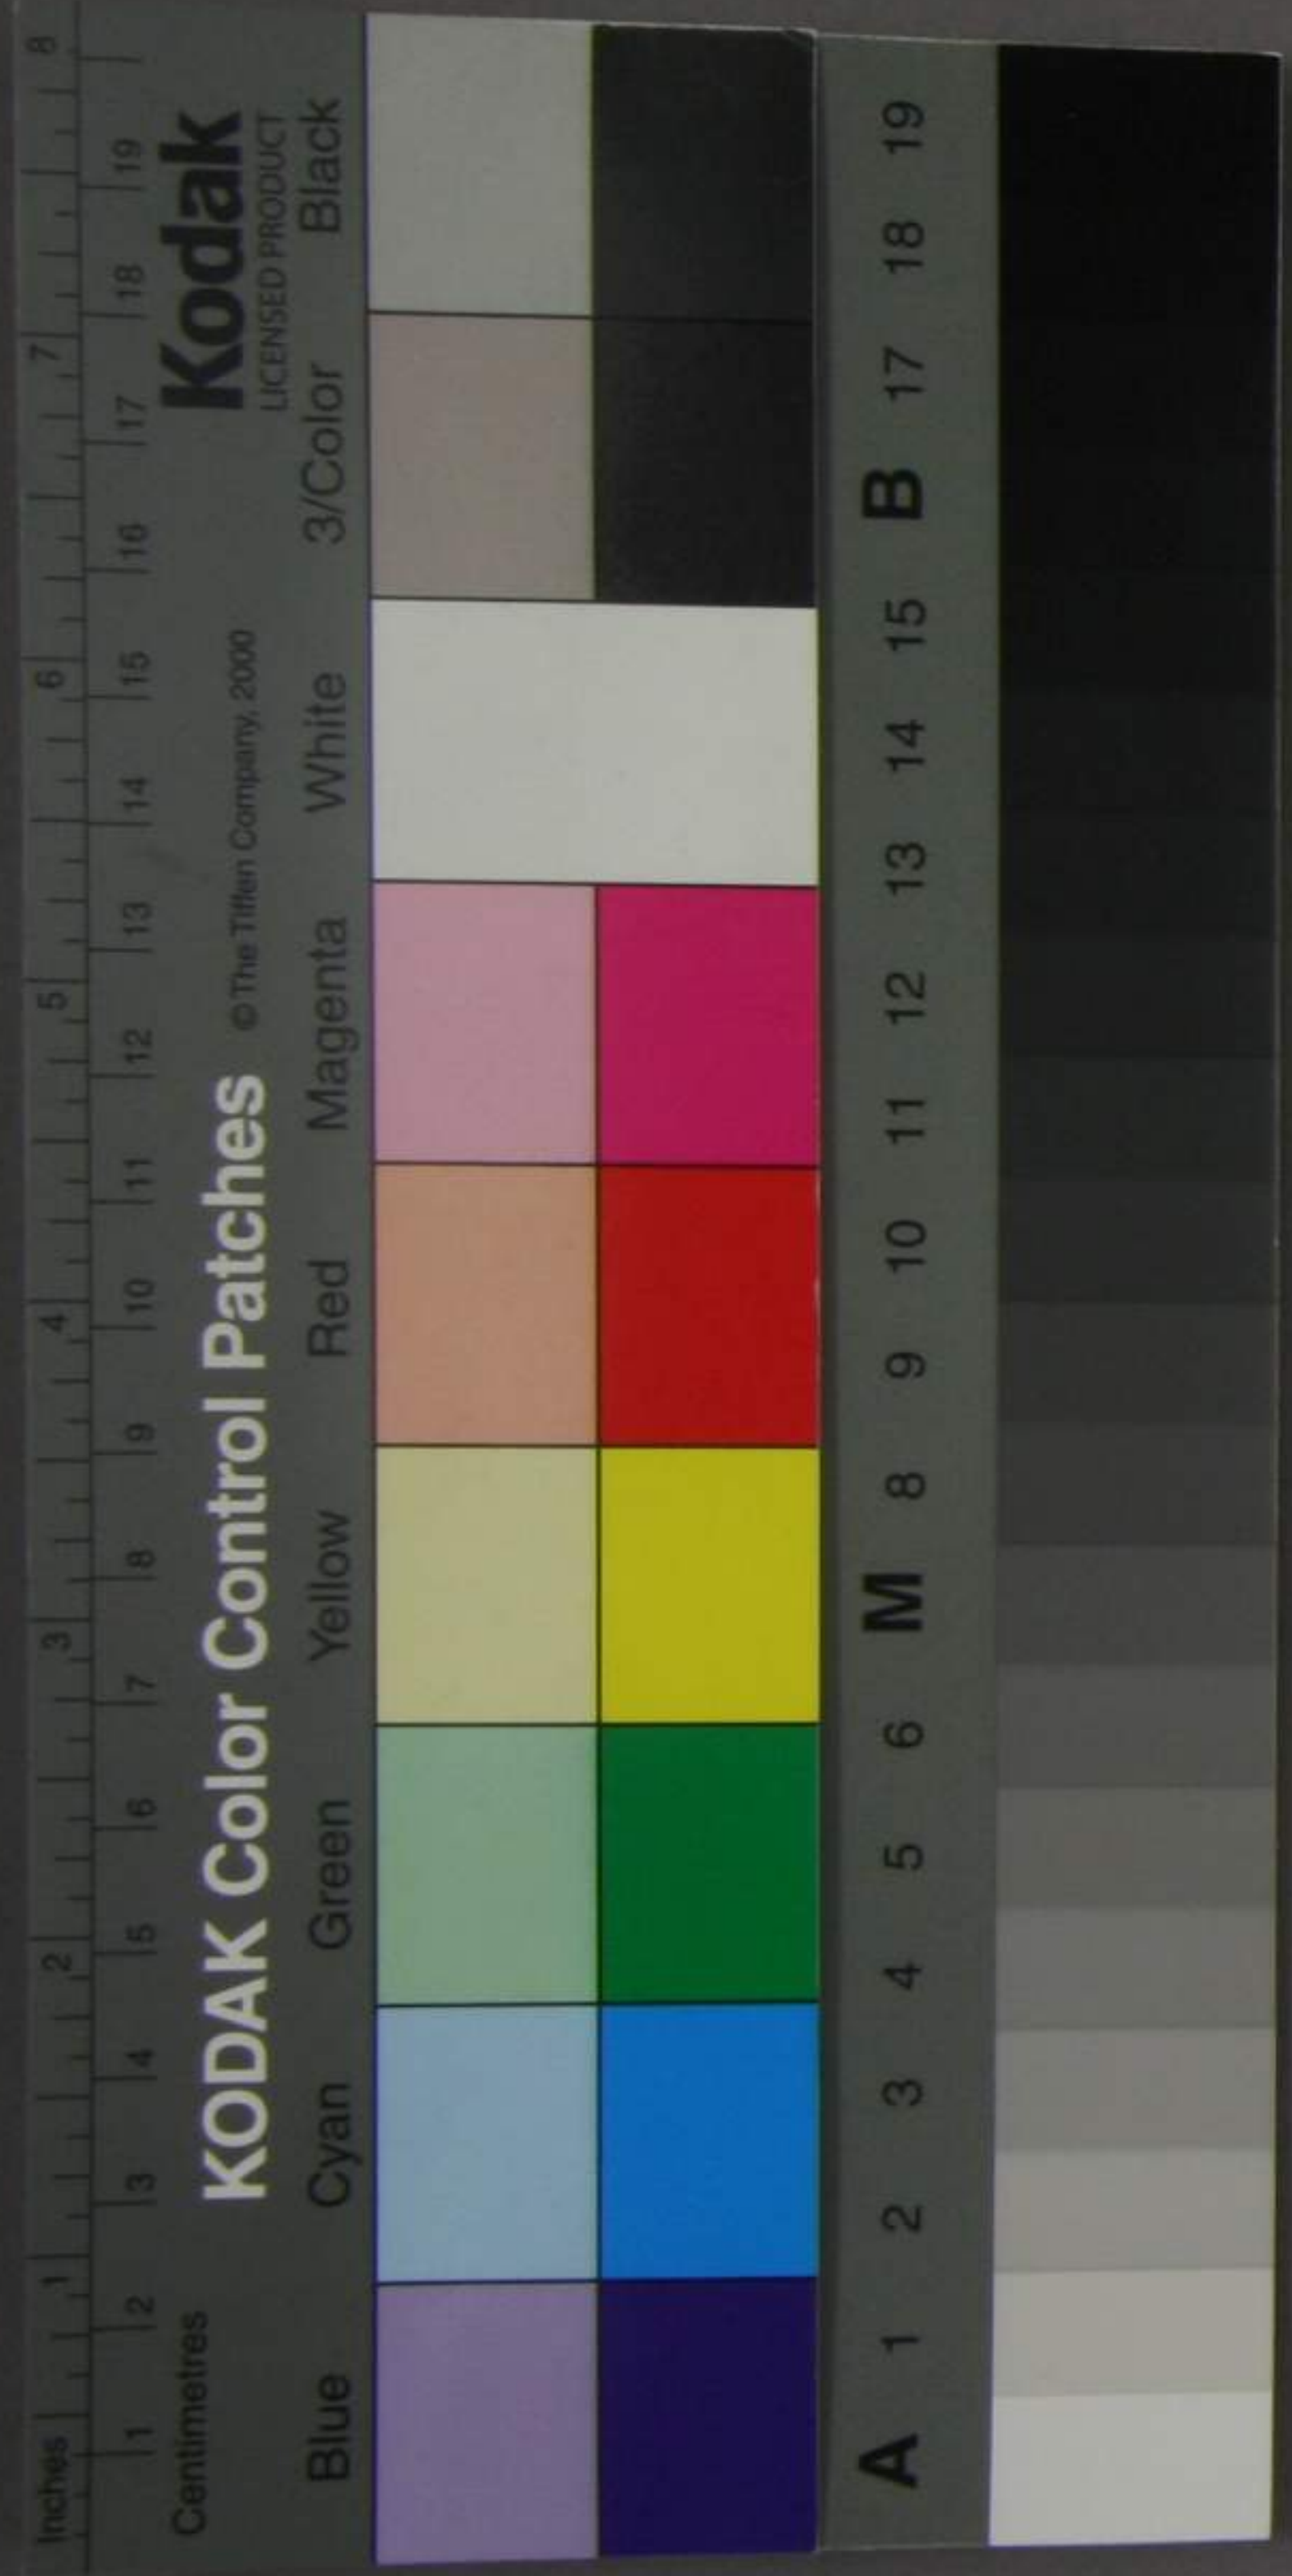 Inches 1 2 3 4 5 6 7 8
Centimetres 1 2 3 4 5 6 7 8 9 10 11 12 13 14 15 16 17 18 19
KODAK Color Control Patches © The Tiffen Company, 2000 Kodak
LICENSED PRODUCT
Blue Cyan Green Yellow Red Magenta White 3/Color Black
A 1 2 3 4 5 6 M 8 9 10 11 12 13 14 15 B 17 18 19